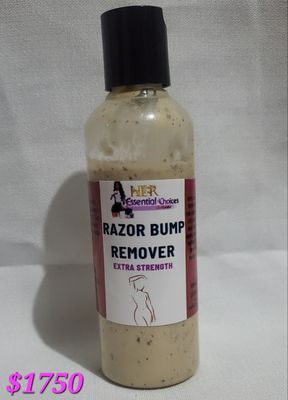 HER
Essential Choices
RAZOR BUMP
REMOVER
EXTRA STRENGTH
$1750